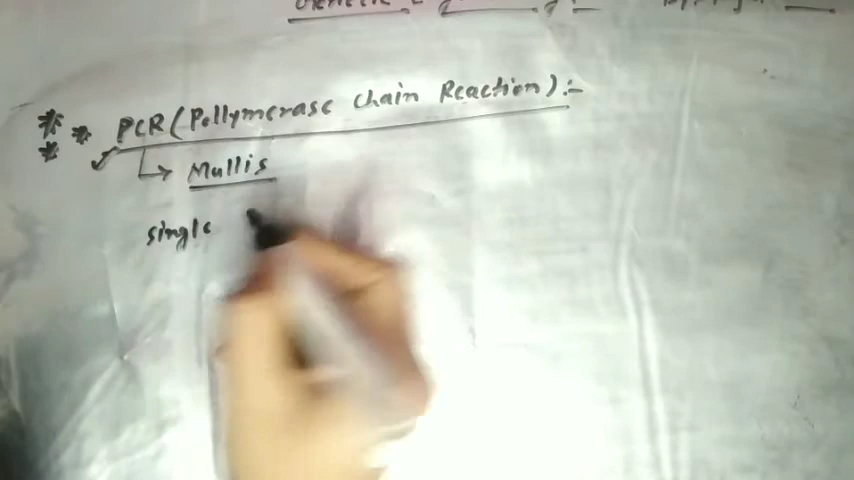 ** PCR (Pollymerase Chain Reaction) :-
*
↳ Mullis
single